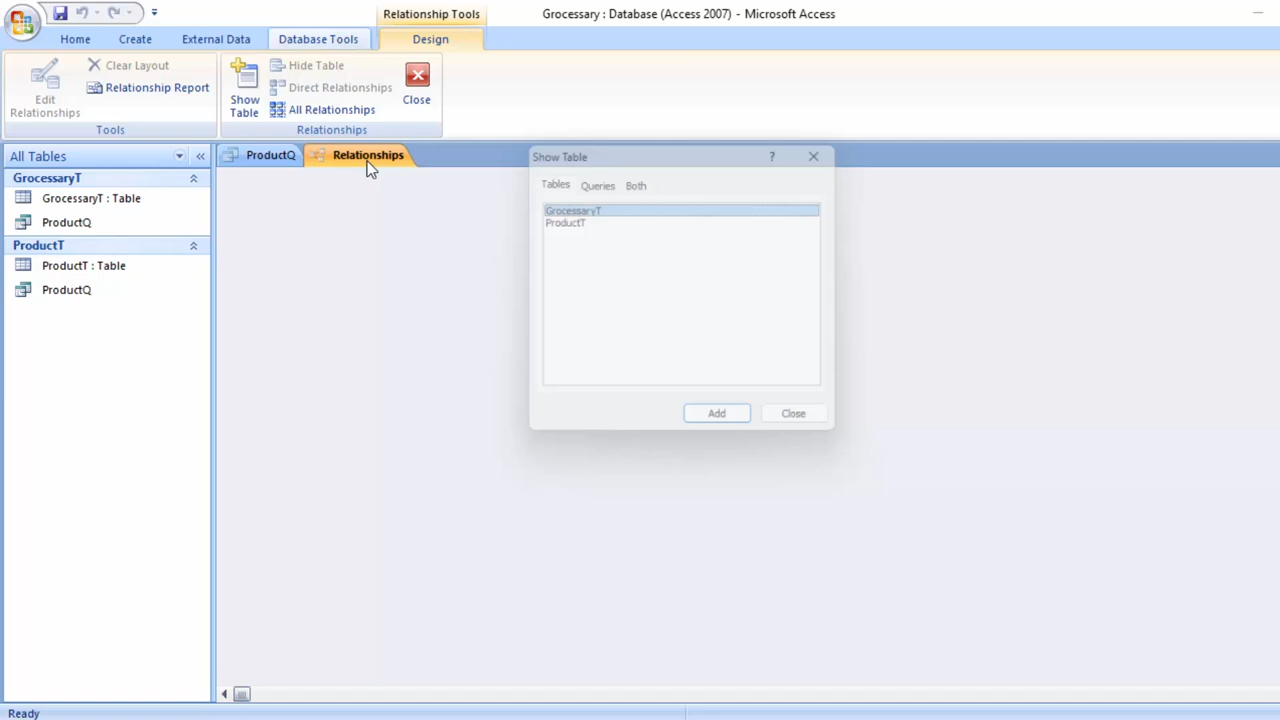 Relationship Tools
Grocessary : Database (Access 2007) - Microsoft Access
Home
Create
External Data
Database Tools
Design
Edit
Relationships
Clear Layout
Relationship Report
Tools
Show
Table
Hide Table
Direct Relationships
All Relationships
Close
Relationships
All Tables
ProductQ
Relationships
GrocessaryT
GrocessaryT : Table
ProductQ
ProductT
ProductT : Table
ProductQ
Show Table
?
Tables
Queries
Both
GrocessaryT
ProductT
Add
Close
Ready